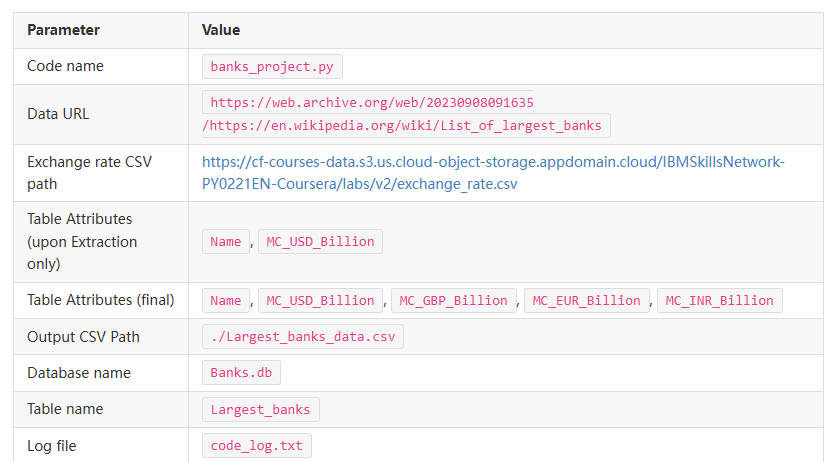 Parameter Value
Code name banks_project.py
Data URL https://web.archive.org/web/20230908091635
/https://en.wikipedia.org/wiki/List_of_largest_banks
Exchange rate CSV path https://cf-courses-data.s3.us.cloud-object-storage.appdomain.cloud/IBMSkillsNetwork-
PY0221EN-Coursera/labs/v2/exchange_rate.csv
Table Attributes
(upon Extraction
only) Name, MC_USD_Billion
Table Attributes (final) Name, MC_USD_Billion, MC_GBP_Billion, MC_EUR_Billion, MC_INR_Billion
Output CSV Path ./Largest_banks_data.csv
Database name Banks.db
Table name Largest_banks
Log file code_log.txt